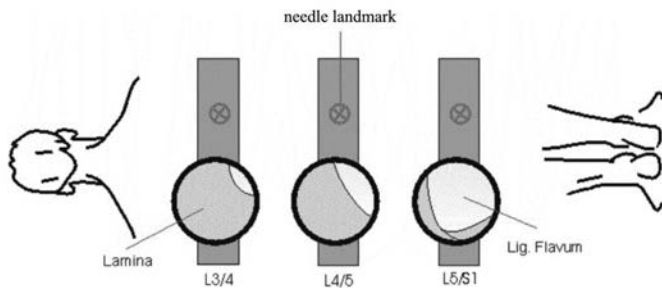 needle landmark
Lamina
Lig. Flavum
L3/4
L4/5
L5/S1